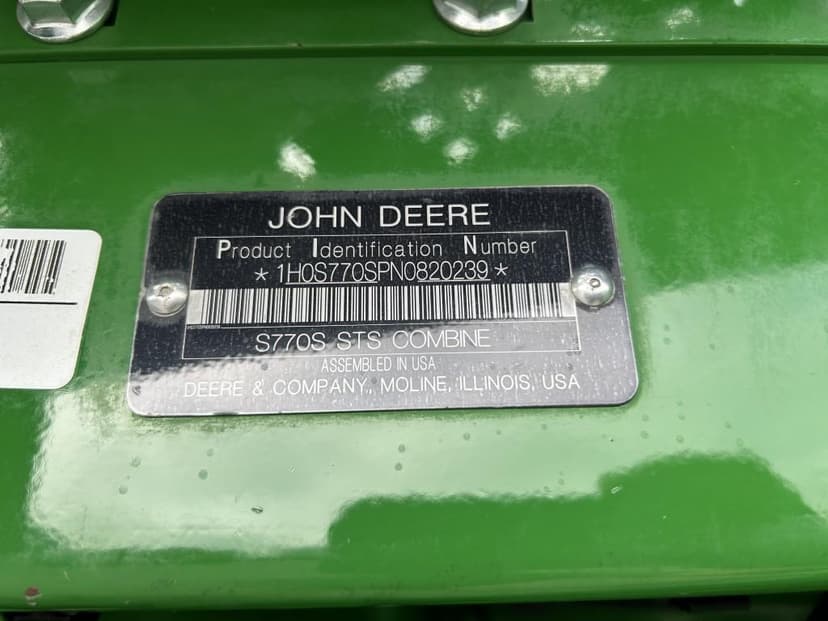 JOHN DEERE
Product Identification Number
* 1H0S770SPN0820239 *
S770S STS COMBINE
ASSEMBLED IN USA
DEERE & COMPANY, MOLINE, ILLINOIS, USA